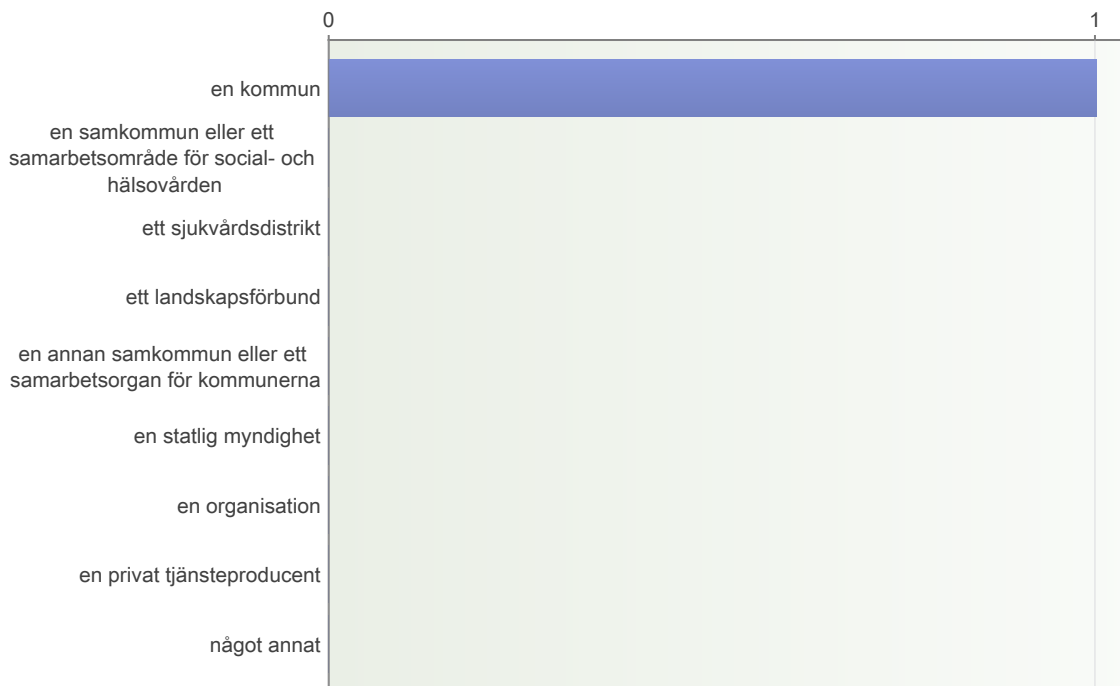 0 1
en kommun
en samkommun eller ett
samarbetsområde för social- och
hälsovården
ett sjukvårdsdistrikt
ett landskapsförbund
en annan samkommun eller ett
samarbetsorgan för kommunerna
en statlig myndighet
en organisation
en privat tjänsteproducent
något annat